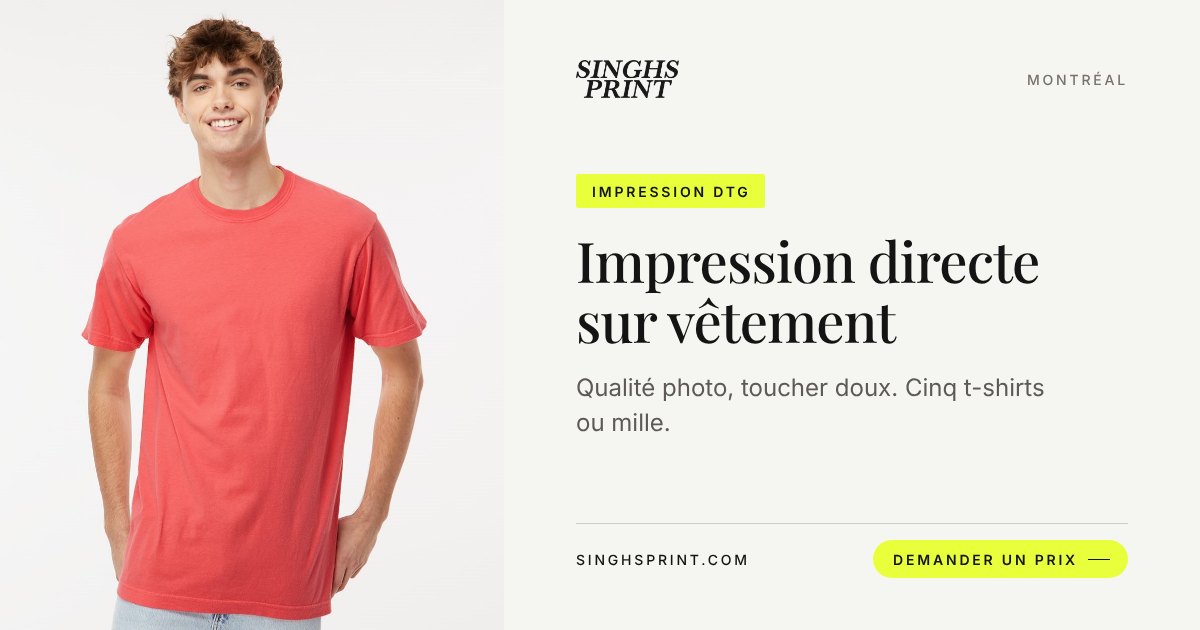 SINGHS
PRINT
MONTRÉAL
IMPRESSION DTG
Impression directe
sur vêtement
Qualité photo, toucher doux. Cinq t-shirts
ou mille.
SINGHSPRINT.COM
DEMANDER UN PRIX —